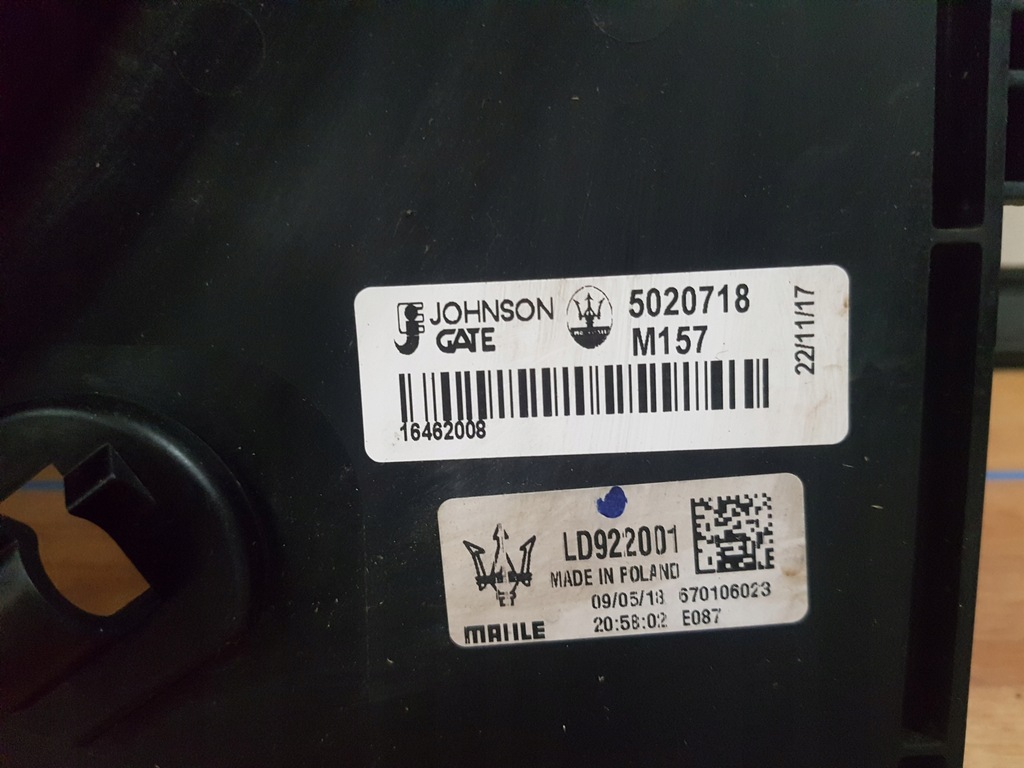 JOHNSON
GATE
5020718
M157
22/11/17
16462008
LD922001
MADE IN POLAND
09/05/18 670106023
20:58:02 E087
MAHLE